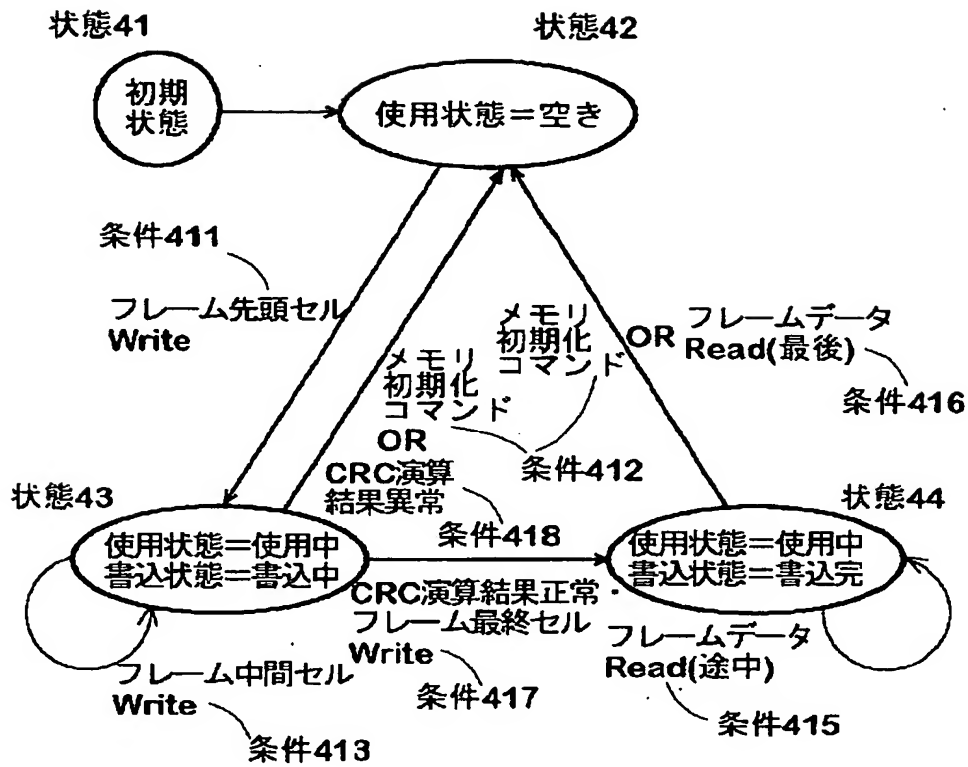 状態41
状態42
初期
状態
使用状態＝空き
条件411
フレーム先頭セル
Write
メモリ
初期化
コマンド
OR
CRC演算
結果異常
メモリ
初期化
コマンド
OR
フレームデータ
Read(最後)
条件416
条件412
条件418
状態43
使用状態＝使用中
書込状態＝書込中
状態44
使用状態＝使用中
書込状態＝書込完
CRC演算結果正常・
フレーム最終セル
Write
条件417
フレーム中間セル
Write
条件413
フレームデータ
Read(途中)
条件415